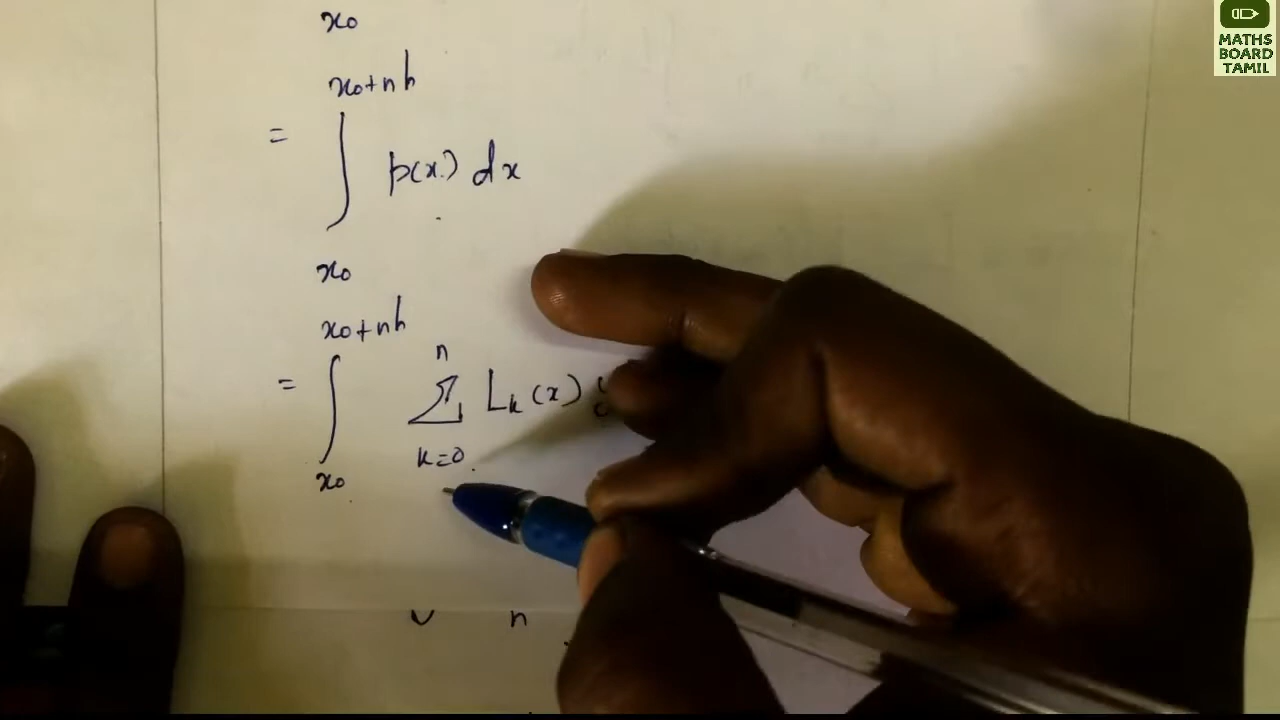 MATHS
BOARD
TAMIL
x₀
x₀+nh
= ∫ p(x) dx
x₀
x₀+nh
n
= ∫ Σ Lₖ(x)
k=0
x₀
n